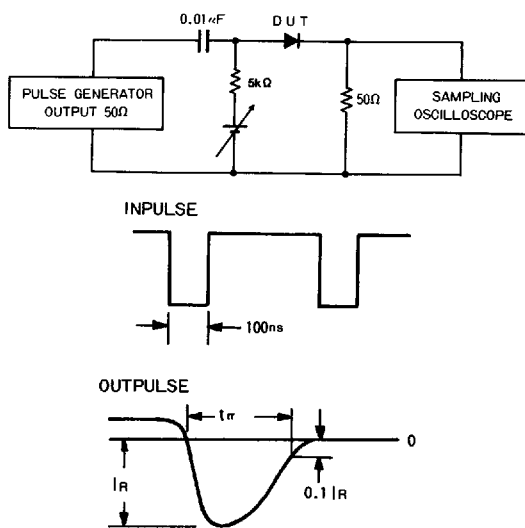 0.01μF
D U T
PULSE GENERATOR
OUTPUT 50Ω
5kΩ
50Ω
SAMPLING
OSCILLOSCOPE
INPULSE
100ns
OUTPULSE
trr
0
IR
0.1 IR